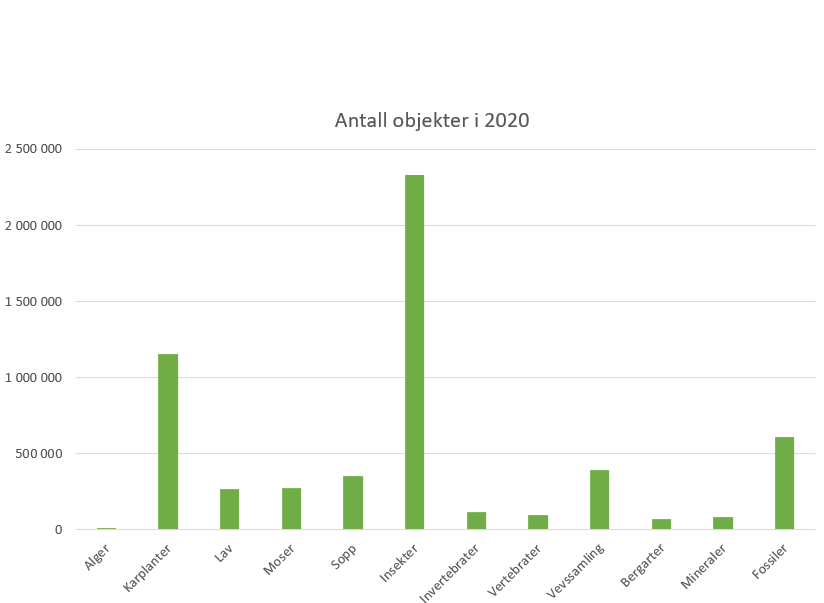 Antall objekter i 2020
2 500 000
2 000 000
1 500 000
1 000 000
500 000
0
Alger
Karplanter
Lav
Moser
Sopp
Insekter
Invertebrater
Vertebrater
Vevssamling
Bergarter
Mineraler
Fossiler